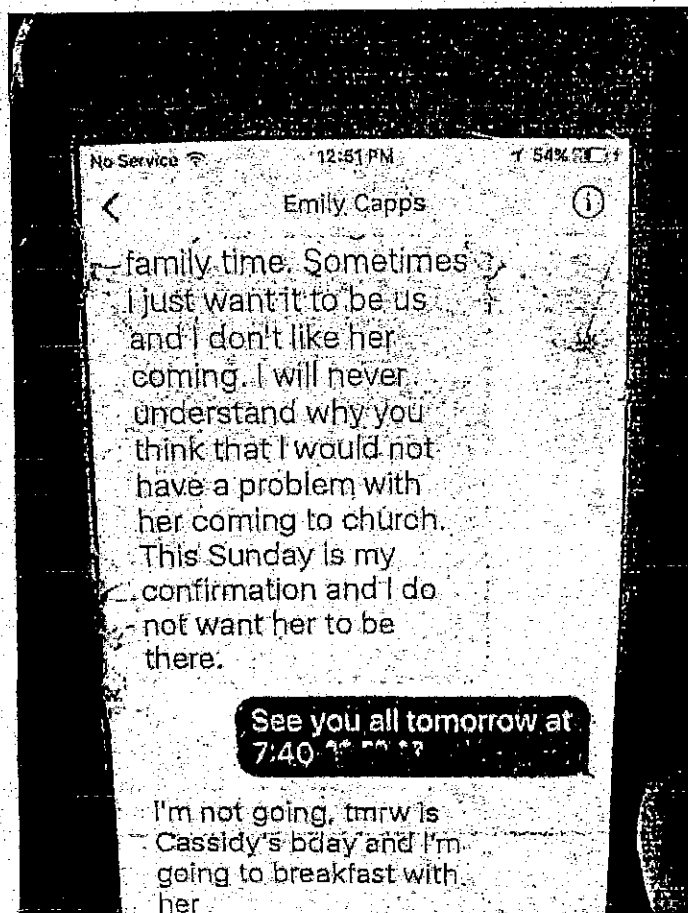 No Service 12:51 PM 54%
Emily Capps
family time. Sometimes
I just want it to be us
and I don't like her
coming. I will never
understand why you
think that I would not
have a problem with
her coming to church.
This Sunday is my
confirmation and I do
not want her to be
there.
See you all tomorrow at
7:40
I'm not going, tmrw is
Cassidy's bday and I'm
going to breakfast with
her